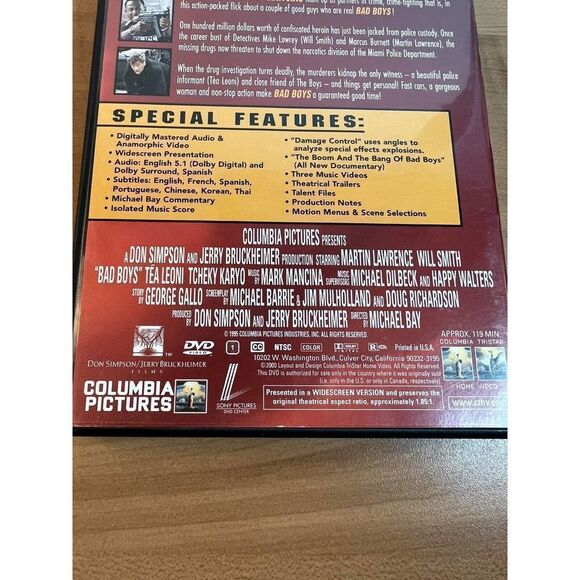 in this action-packed flick about a couple of good guys who are real BAD BOYS!
One hundred million dollars worth of confiscated heroin has just been jacked from police custody. Once
the career bust of Detectives Mike Lowrey (Will Smith) and Marcus Burnett (Martin Lawrence), the
missing drugs now threaten to shut down the narcotics division of the Miami Police Department.
When the drug investigation turns deadly, the murderers kidnap the only witness – a beautiful police
informant (Téa Leoni) and close friend of The Boys – and things get personal! Fast cars, a gorgeous
woman and non-stop action make BAD BOYS a guaranteed good time!
SPECIAL FEATURES:
• Digitally Mastered Audio &
Anamorphic Video
• Widescreen Presentation
• Audio: English 5.1 (Dolby Digital) and
Dolby Surround, Spanish
• Subtitles: English, French, Spanish,
Portuguese, Chinese, Korean, Thai
• Michael Bay Commentary
• Isolated Music Score
• "Damage Control" uses angles to
analyze special effects explosions.
• "The Boom And The Bang Of Bad Boys"
(All New Documentary)
• Three Music Videos
• Theatrical Trailers
• Talent Files
• Production Notes
• Motion Menus & Scene Selections
COLUMBIA PICTURES PRESENTS
A DON SIMPSON AND JERRY BRUCKHEIMER PRODUCTION STARRING MARTIN LAWRENCE WILL SMITH
"BAD BOYS" TÉA LEONI TCHEKY KARYO MUSIC BY MARK MANCINA MUSIC SUPERVISORS MICHAEL DILBECK AND HAPPY WALTERS
STORY BY GEORGE GALLO SCREENPLAY BY MICHAEL BARRIE & JIM MULHOLLAND AND DOUG RICHARDSON
PRODUCED BY DON SIMPSON AND JERRY BRUCKHEIMER DIRECTED BY MICHAEL BAY
© 1995 COLUMBIA PICTURES INDUSTRIES, INC. ALL RIGHTS RESERVED.
APPROX. 119 MIN.
DVD VIDEO 1 CC NTSC COLOR DOLBY DIGITAL R Printed in U.S.A.
10202 W. Washington Blvd., Culver City, California 90232-3195
©2000 Layout and Design Columbia TriStar Home Video. All Rights Reserved.
This DVD is authorized for sale only in the country where it was originally sold
(i.e. only in the U.S. or only in Canada, respectively).
Presented in a WIDESCREEN VERSION and preserves the
original theatrical aspect ratio, approximately 1.85:1.
TM
DON SIMPSON/JERRY BRUCKHEIMER
FILMS
COLUMBIA
PICTURES
SONY PICTURES
DVD CENTER
COLUMBIA TRISTAR
HOME VIDEO